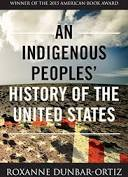 WINNER OF THE 2015 AMERICAN BOOK AWARD
AN
INDIGENOUS
PEOPLES'
HISTORY OF THE
UNITED STATES
ROXANNE DUNBAR-ORTIZ